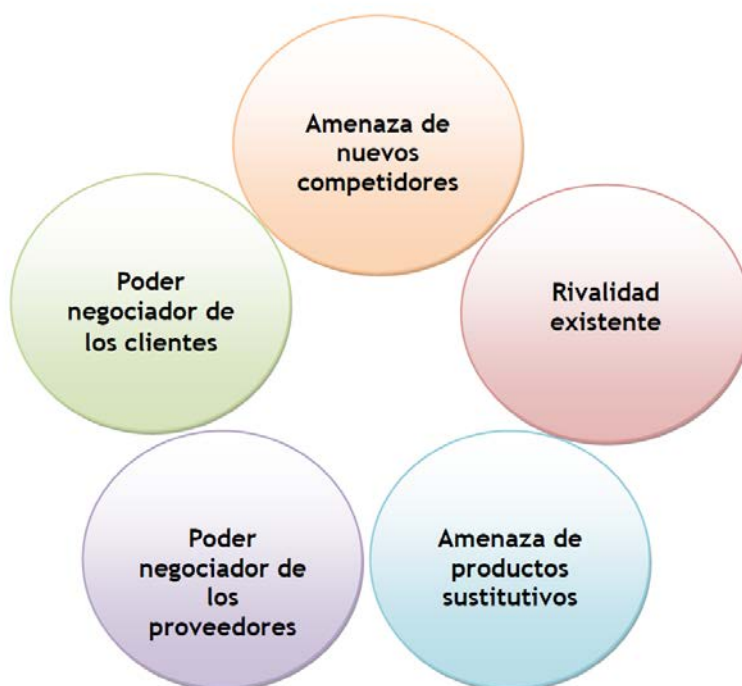 Amenaza de
nuevos
competidores
Rivalidad
existente
Amenaza de
productos
sustitutivos
Poder
negociador de
los
proveedores
Poder
negociador de
los clientes